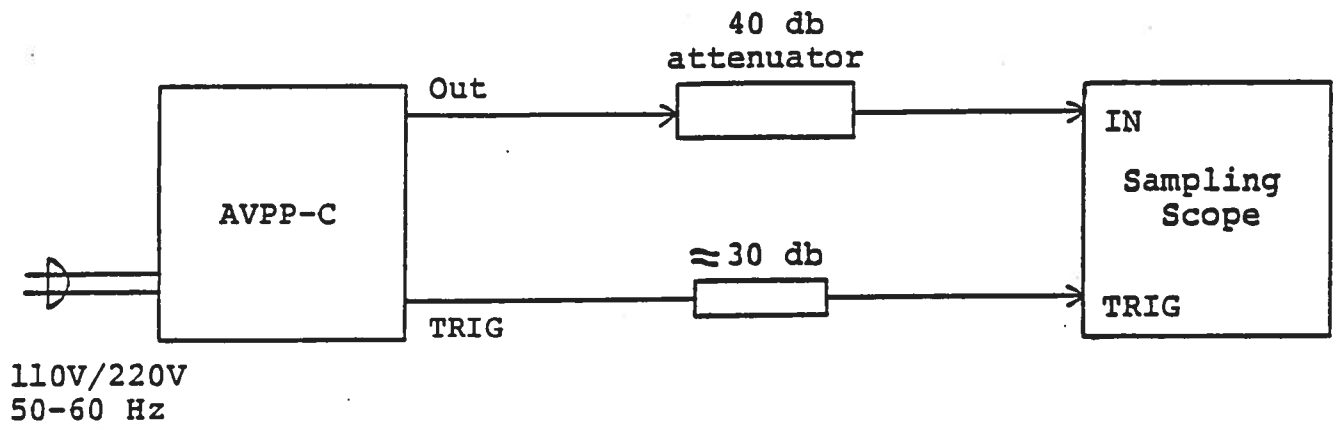 40 db
attenuator
Out
IN
Sampling
Scope
AVPP-C
≈ 30 db
TRIG
TRIG
110V/220V
50-60 Hz